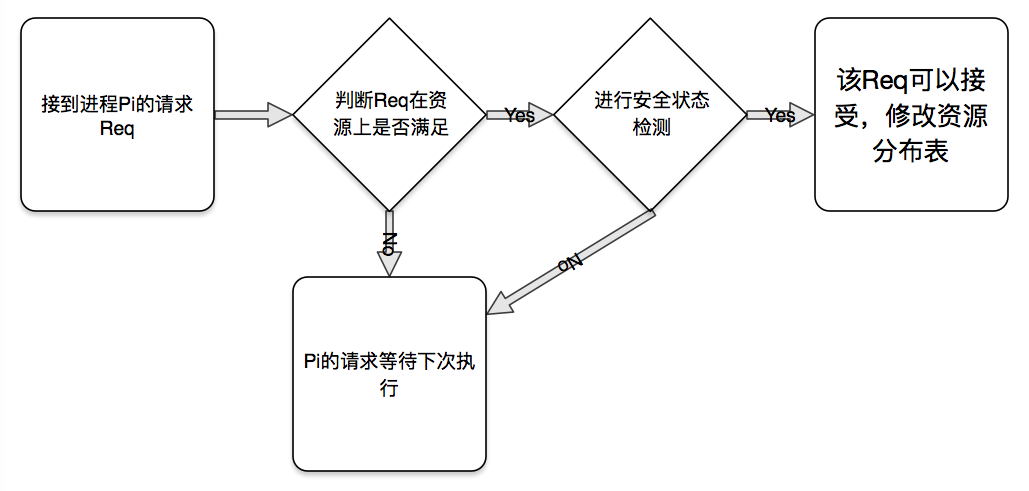 接到进程Pi的请求
Req
判断Req在资
源上是否满足
Yes
进行安全状态
检测
Yes
该Req可以接
受，修改资源
分布表
No
No
Pi的请求等待下次执
行